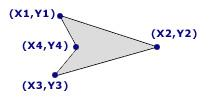 (X1,Y1)
(X2,Y2)
(X4,Y4)
(X3,Y3)